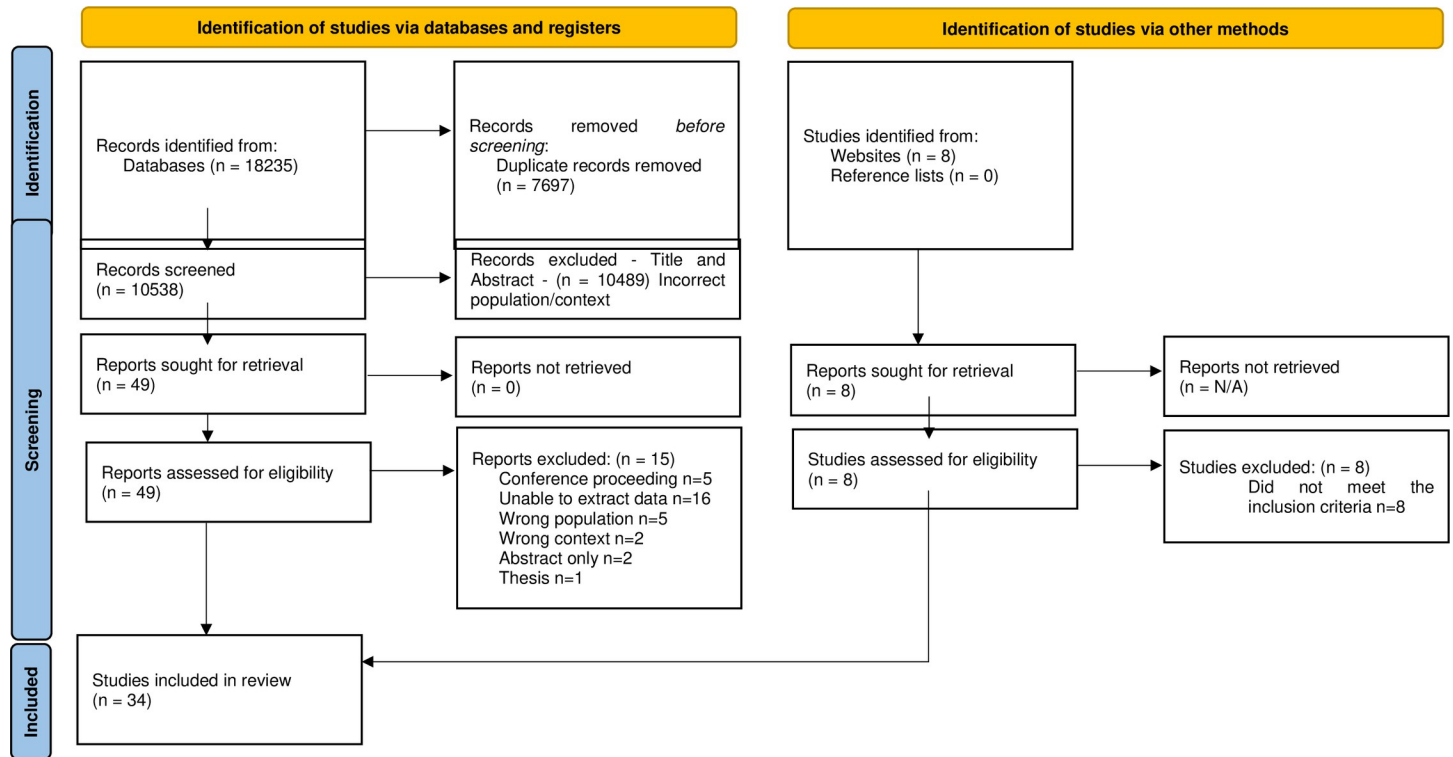 Identification of studies via databases and registers
Identification of studies via other methods
Identification
Records identified from:
Databases (n = 18235)
Records removed before
screening:
Duplicate records removed
(n = 7697)
Studies identified from:
Websites (n = 8)
Reference lists (n = 0)
Screening
Records screened
(n = 10538)
Records excluded - Title and
Abstract - (n = 10489) Incorrect
population/context
Reports sought for retrieval
(n = 49)
Reports not retrieved
(n = 0)
Reports sought for retrieval
(n = 8)
Reports not retrieved
(n = N/A)
Reports assessed for eligibility
(n = 49)
Reports excluded: (n = 15)
Conference proceeding n=5
Unable to extract data n=16
Wrong population n=5
Wrong context n=2
Abstract only n=2
Thesis n=1
Studies assessed for eligibility
(n = 8)
Studies excluded: (n = 8)
Did not meet the
inclusion criteria n=8
Included
Studies included in review
(n = 34)